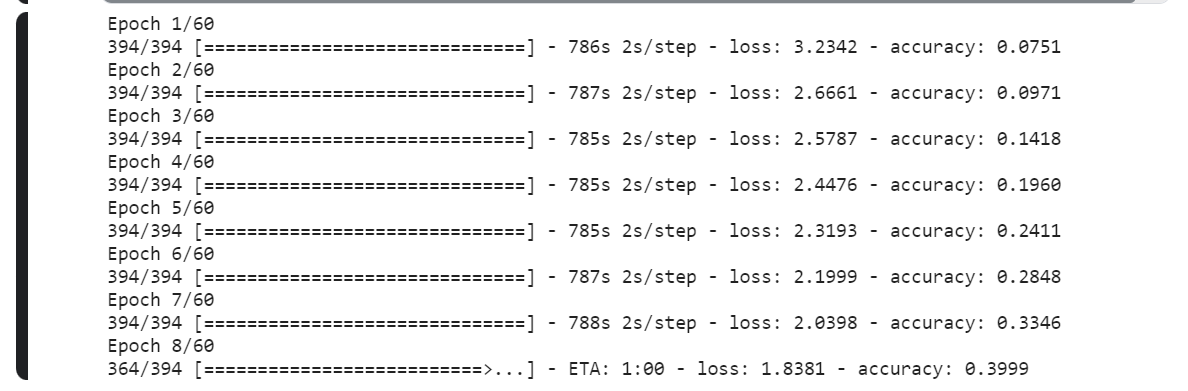 Epoch 1/60
394/394 [==============================] - 786s 2s/step - loss: 3.2342 - accuracy: 0.0751
Epoch 2/60
394/394 [==============================] - 787s 2s/step - loss: 2.6661 - accuracy: 0.0971
Epoch 3/60
394/394 [==============================] - 785s 2s/step - loss: 2.5787 - accuracy: 0.1418
Epoch 4/60
394/394 [==============================] - 785s 2s/step - loss: 2.4476 - accuracy: 0.1960
Epoch 5/60
394/394 [==============================] - 785s 2s/step - loss: 2.3193 - accuracy: 0.2411
Epoch 6/60
394/394 [==============================] - 787s 2s/step - loss: 2.1999 - accuracy: 0.2848
Epoch 7/60
394/394 [==============================] - 788s 2s/step - loss: 2.0398 - accuracy: 0.3346
Epoch 8/60
364/394 [==========================>...] - ETA: 1:00 - loss: 1.8381 - accuracy: 0.3999